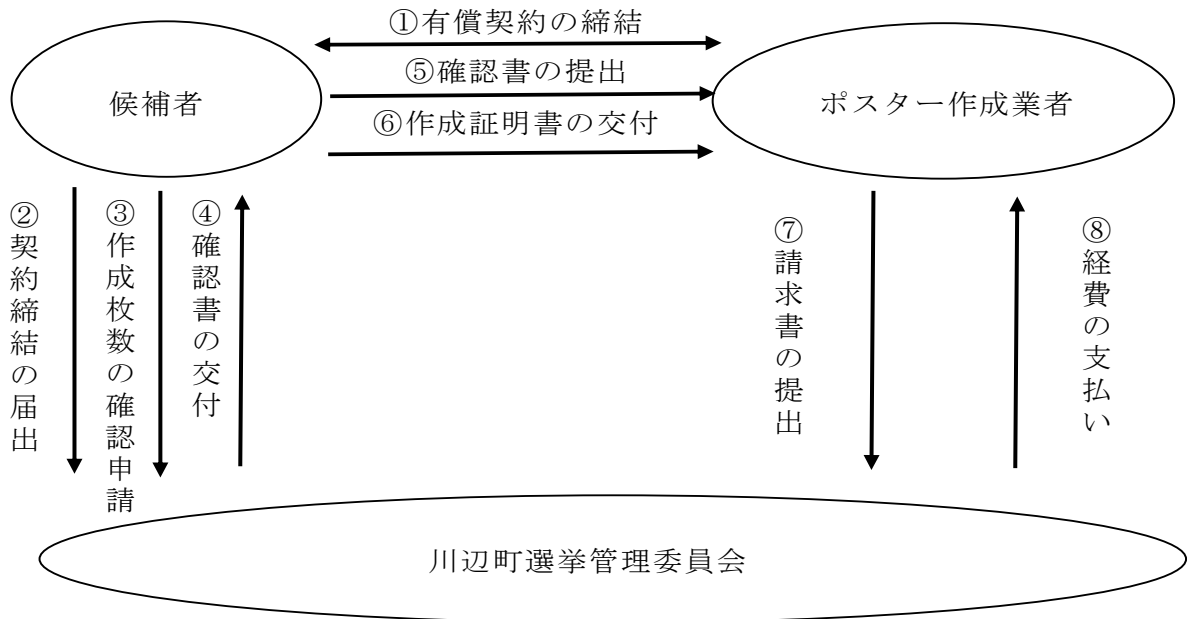 ①有償契約の締結
⑤確認書の提出
⑥作成証明書の交付
候補者
ポスター作成業者
②契約締結の届出
③作成枚数の確認申請
④確認書の交付
⑦請求書の提出
⑧経費の支払い
川辺町選挙管理委員会